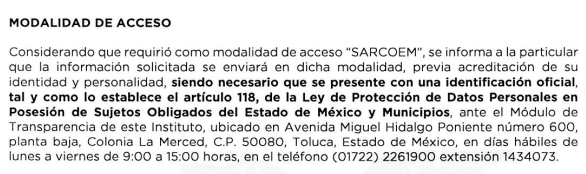 MODALIDAD DE ACCESO
Considerando que requirió como modalidad de acceso "SARCOEM", se informa a la particular
que la información solicitada se enviará en dicha modalidad, previa acreditación de su
identidad y personalidad, siendo necesario que se presente con una identificación oficial,
tal y como lo establece el artículo 118, de la Ley de Protección de Datos Personales en
Posesión de Sujetos Obligados del Estado de México y Municipios, ante el Módulo de
Transparencia de este Instituto, ubicado en Avenida Miguel Hidalgo Poniente número 600,
planta baja, Colonia La Merced, C.P. 50080, Toluca, Estado de México, en días hábiles de
lunes a viernes de 9:00 a 15:00 horas, en el teléfono (01722) 2261900 extensión 1434073.